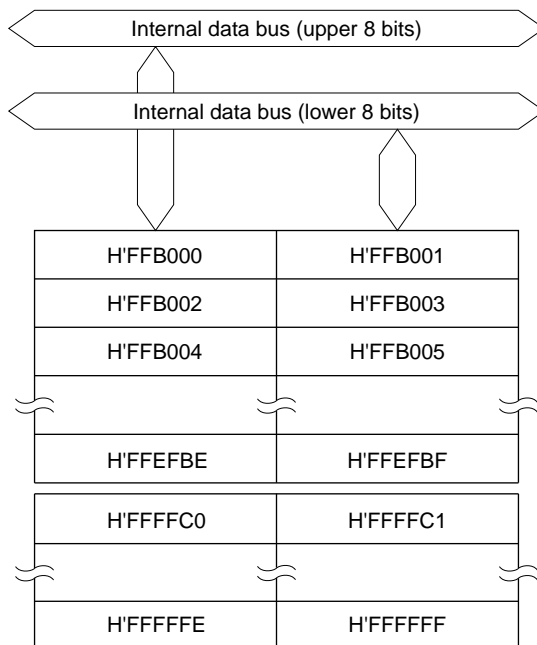 Internal data bus (upper 8 bits)
Internal data bus (lower 8 bits)
H'FFB000 H'FFB001
H'FFB002 H'FFB003
H'FFB004 H'FFB005
H'FFEFBE H'FFEFBF
H'FFFFC0 H'FFFFC1
H'FFFFFE H'FFFFFF